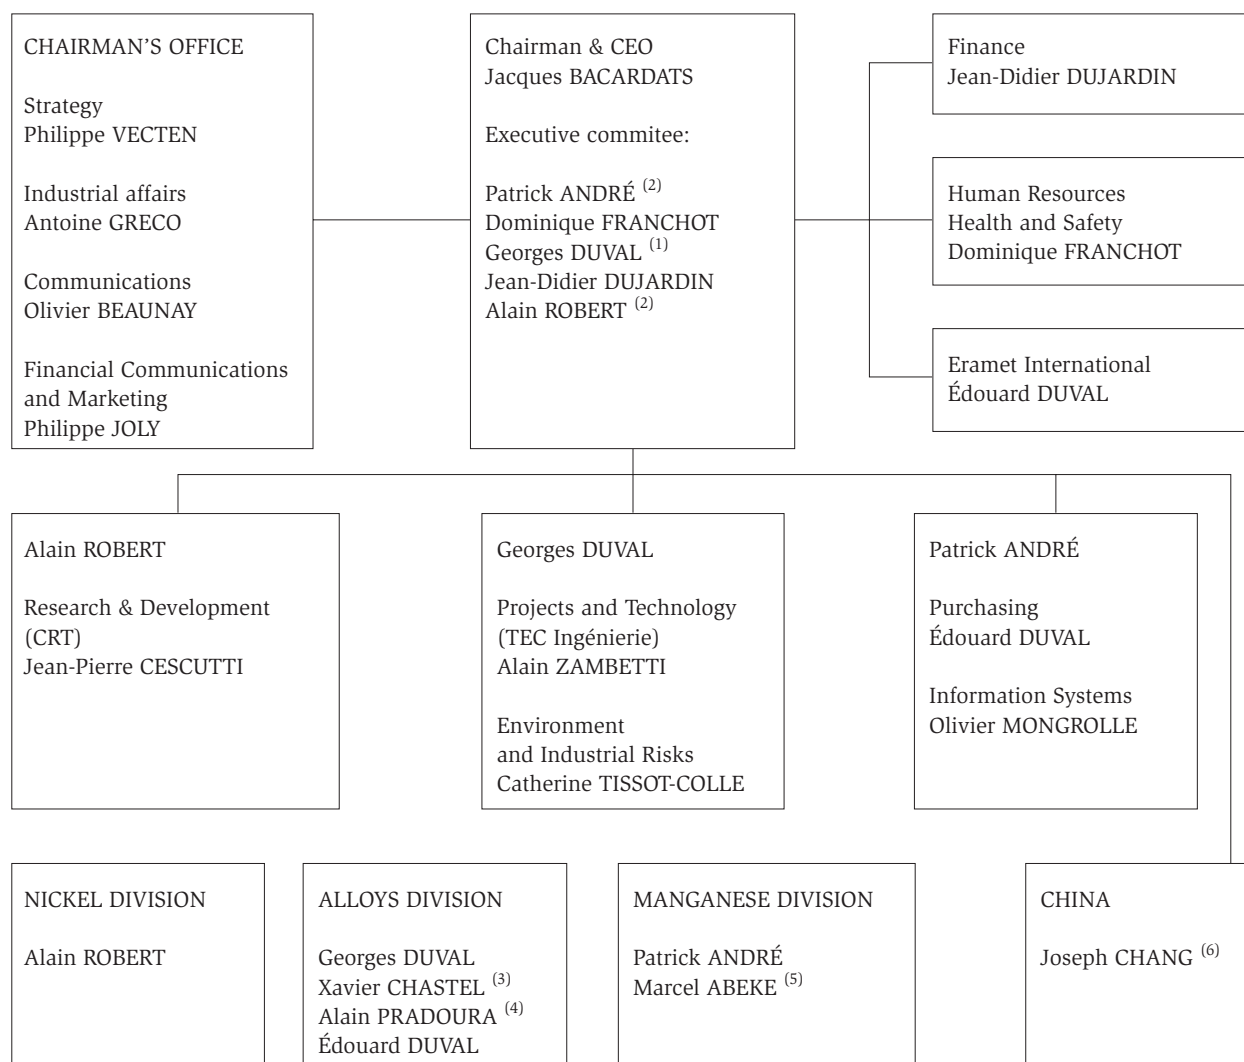 CHAIRMAN’S OFFICE
Strategy
Philippe VECTEN
Industrial affairs
Antoine GRECO
Communications
Olivier BEAUNAY
Financial Communications
and Marketing
Philippe JOLY
Chairman & CEO
Jacques BACARDATS
Executive commitee:
Patrick ANDRÉ (2)
Dominique FRANCHOT
Georges DUVAL (1)
Jean-Didier DUJARDIN
Alain ROBERT (2)
Finance
Jean-Didier DUJARDIN
Human Resources
Health and Safety
Dominique FRANCHOT
Eramet International
Édouard DUVAL
Alain ROBERT
Research & Development
(CRT)
Jean-Pierre CESCUTTI
Georges DUVAL
Projects and Technology
(TEC Ingénierie)
Alain ZAMBETTI
Environment
and Industrial Risks
Catherine TISSOT-COLLE
Patrick ANDRÉ
Purchasing
Édouard DUVAL
Information Systems
Olivier MONGROLLE
NICKEL DIVISION
Alain ROBERT
ALLOYS DIVISION
Georges DUVAL
Xavier CHASTEL (3)
Alain PRADOURA (4)
Édouard DUVAL
MANGANESE DIVISION
Patrick ANDRÉ
Marcel ABEKE (5)
CHINA
Joseph CHANG (6)